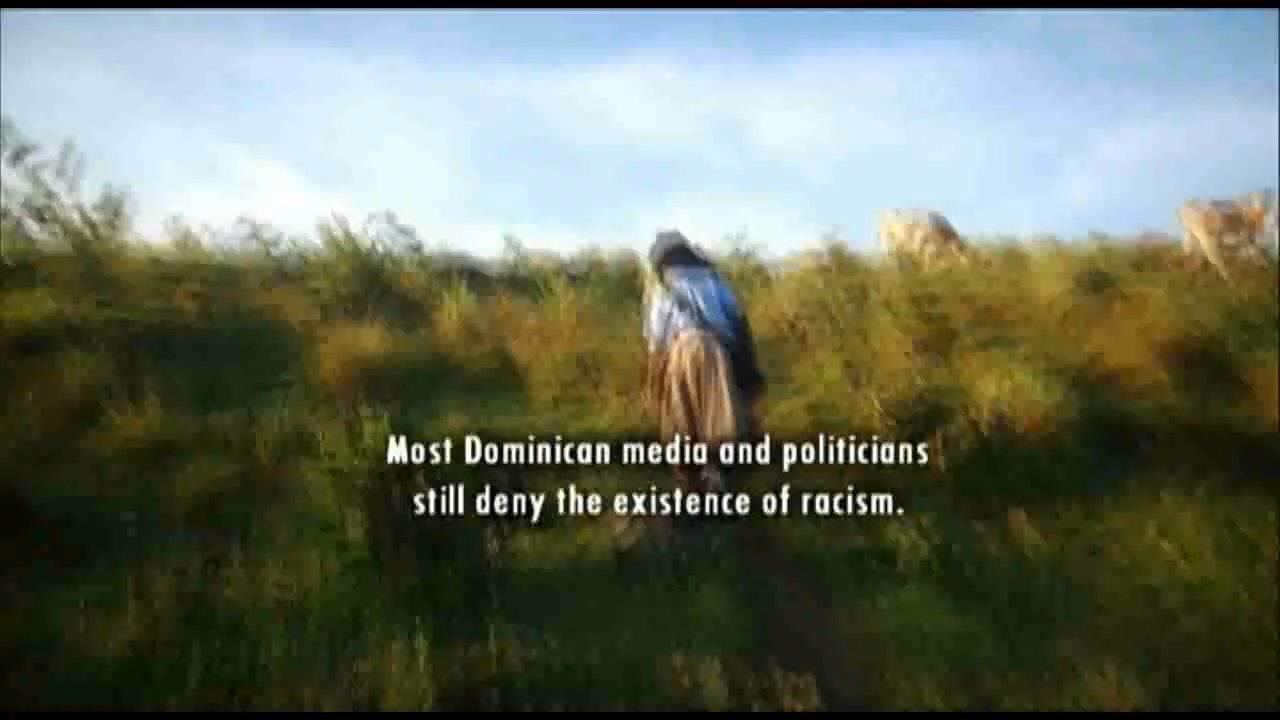 Most Dominican media and politicians
still deny the existence of racism.